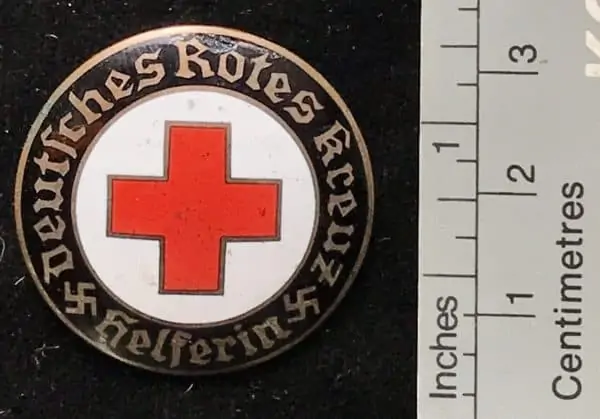 Deutsches Rotes Kreuz
Helferin
3
1
2
1
Inches
Centimetres